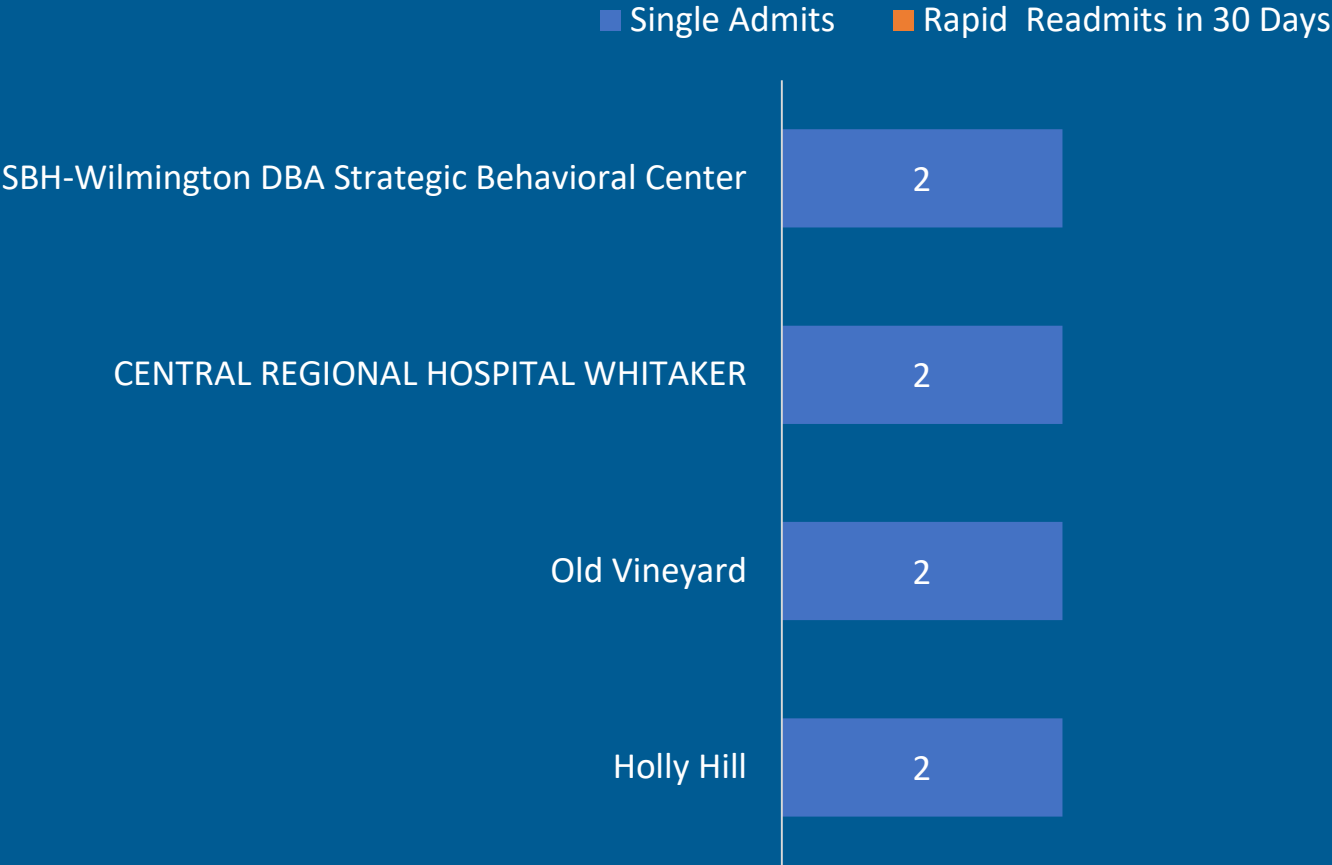 Single Admits Rapid  Readmits in 30 Days
SBH-Wilmington DBA Strategic Behavioral Center 2
CENTRAL REGIONAL HOSPITAL WHITAKER 2
Old Vineyard 2
Holly Hill 2